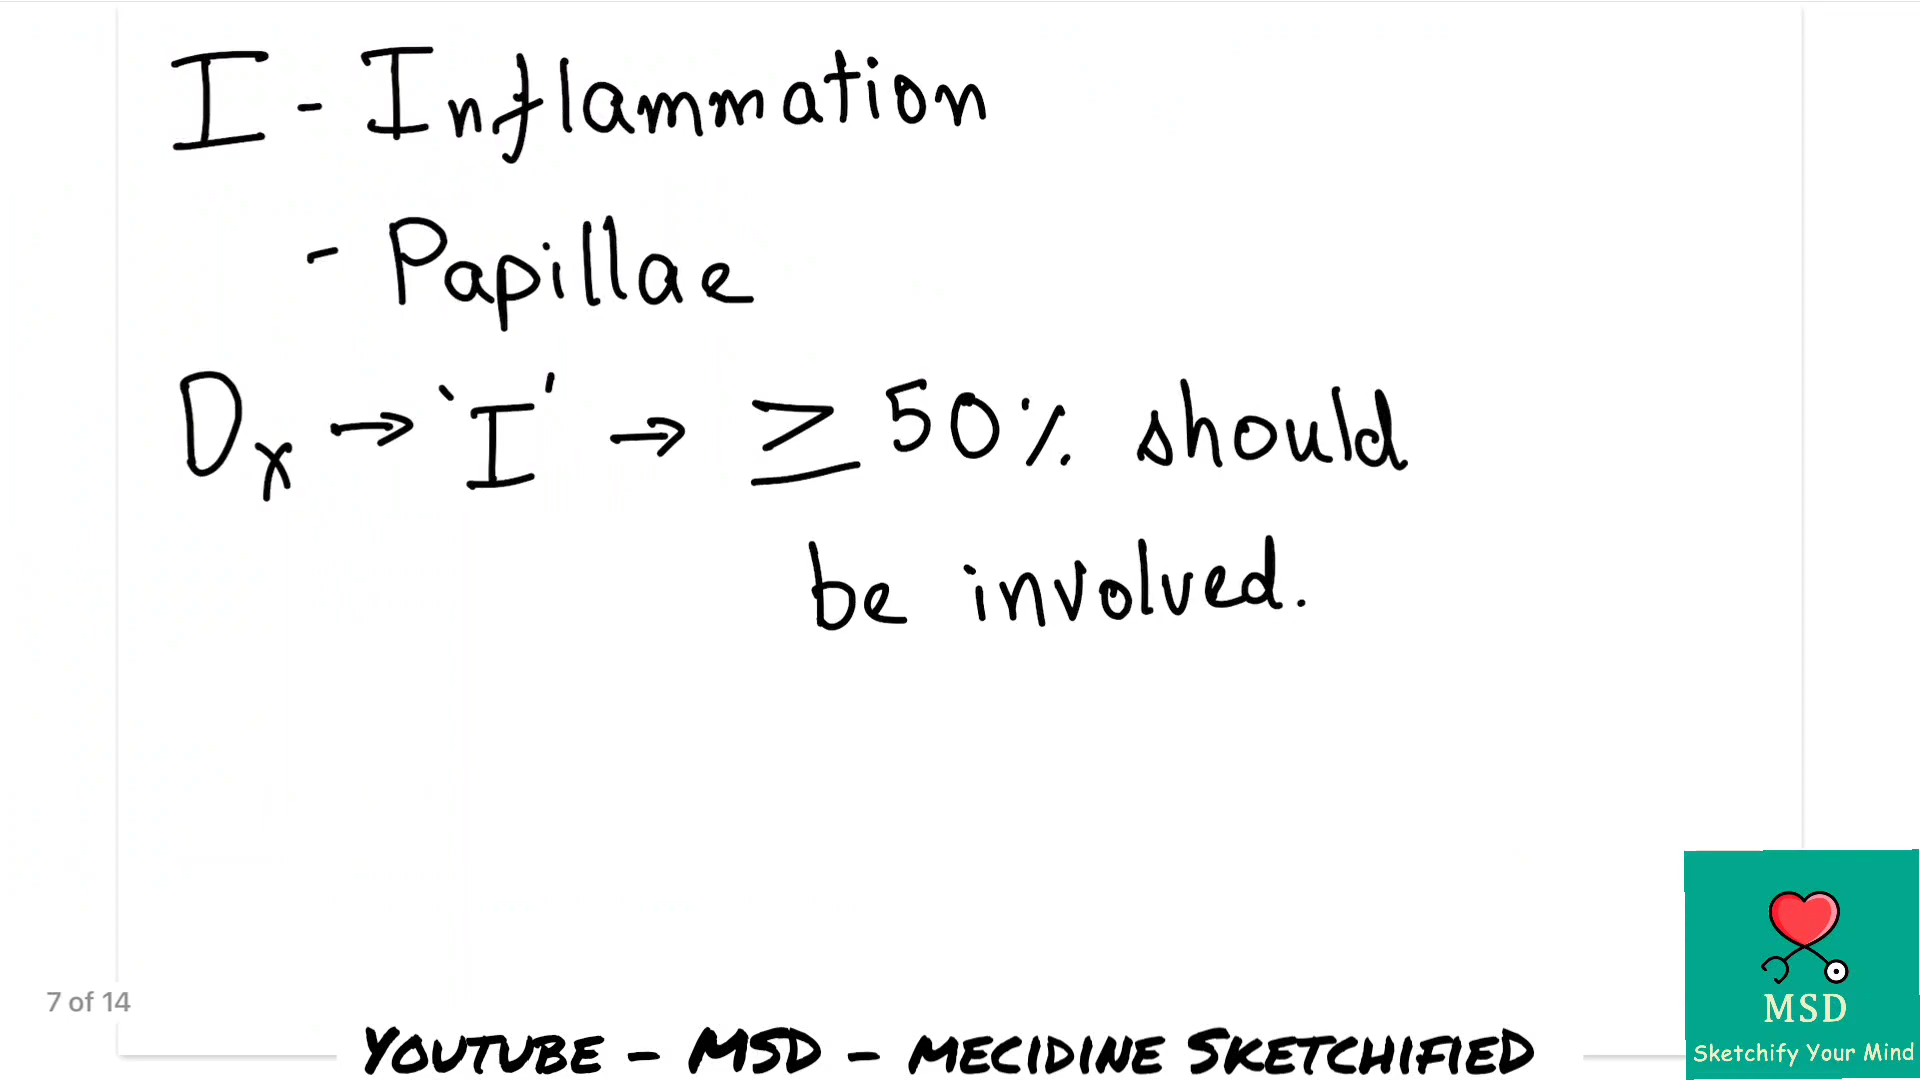 I - Inflammation
- Papillae
Dx → 'I' → ≥ 50% should
be involved.
7 of 14
MSD
Sketchify Your Mind
YOUTUBE - MSD - MECIDINE SKETCHIFIED